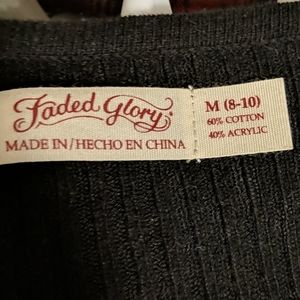 Faded Glory.
MADE IN/HECHO EN CHINA
M (8-10)
60% COTTON
40% ACRYLIC